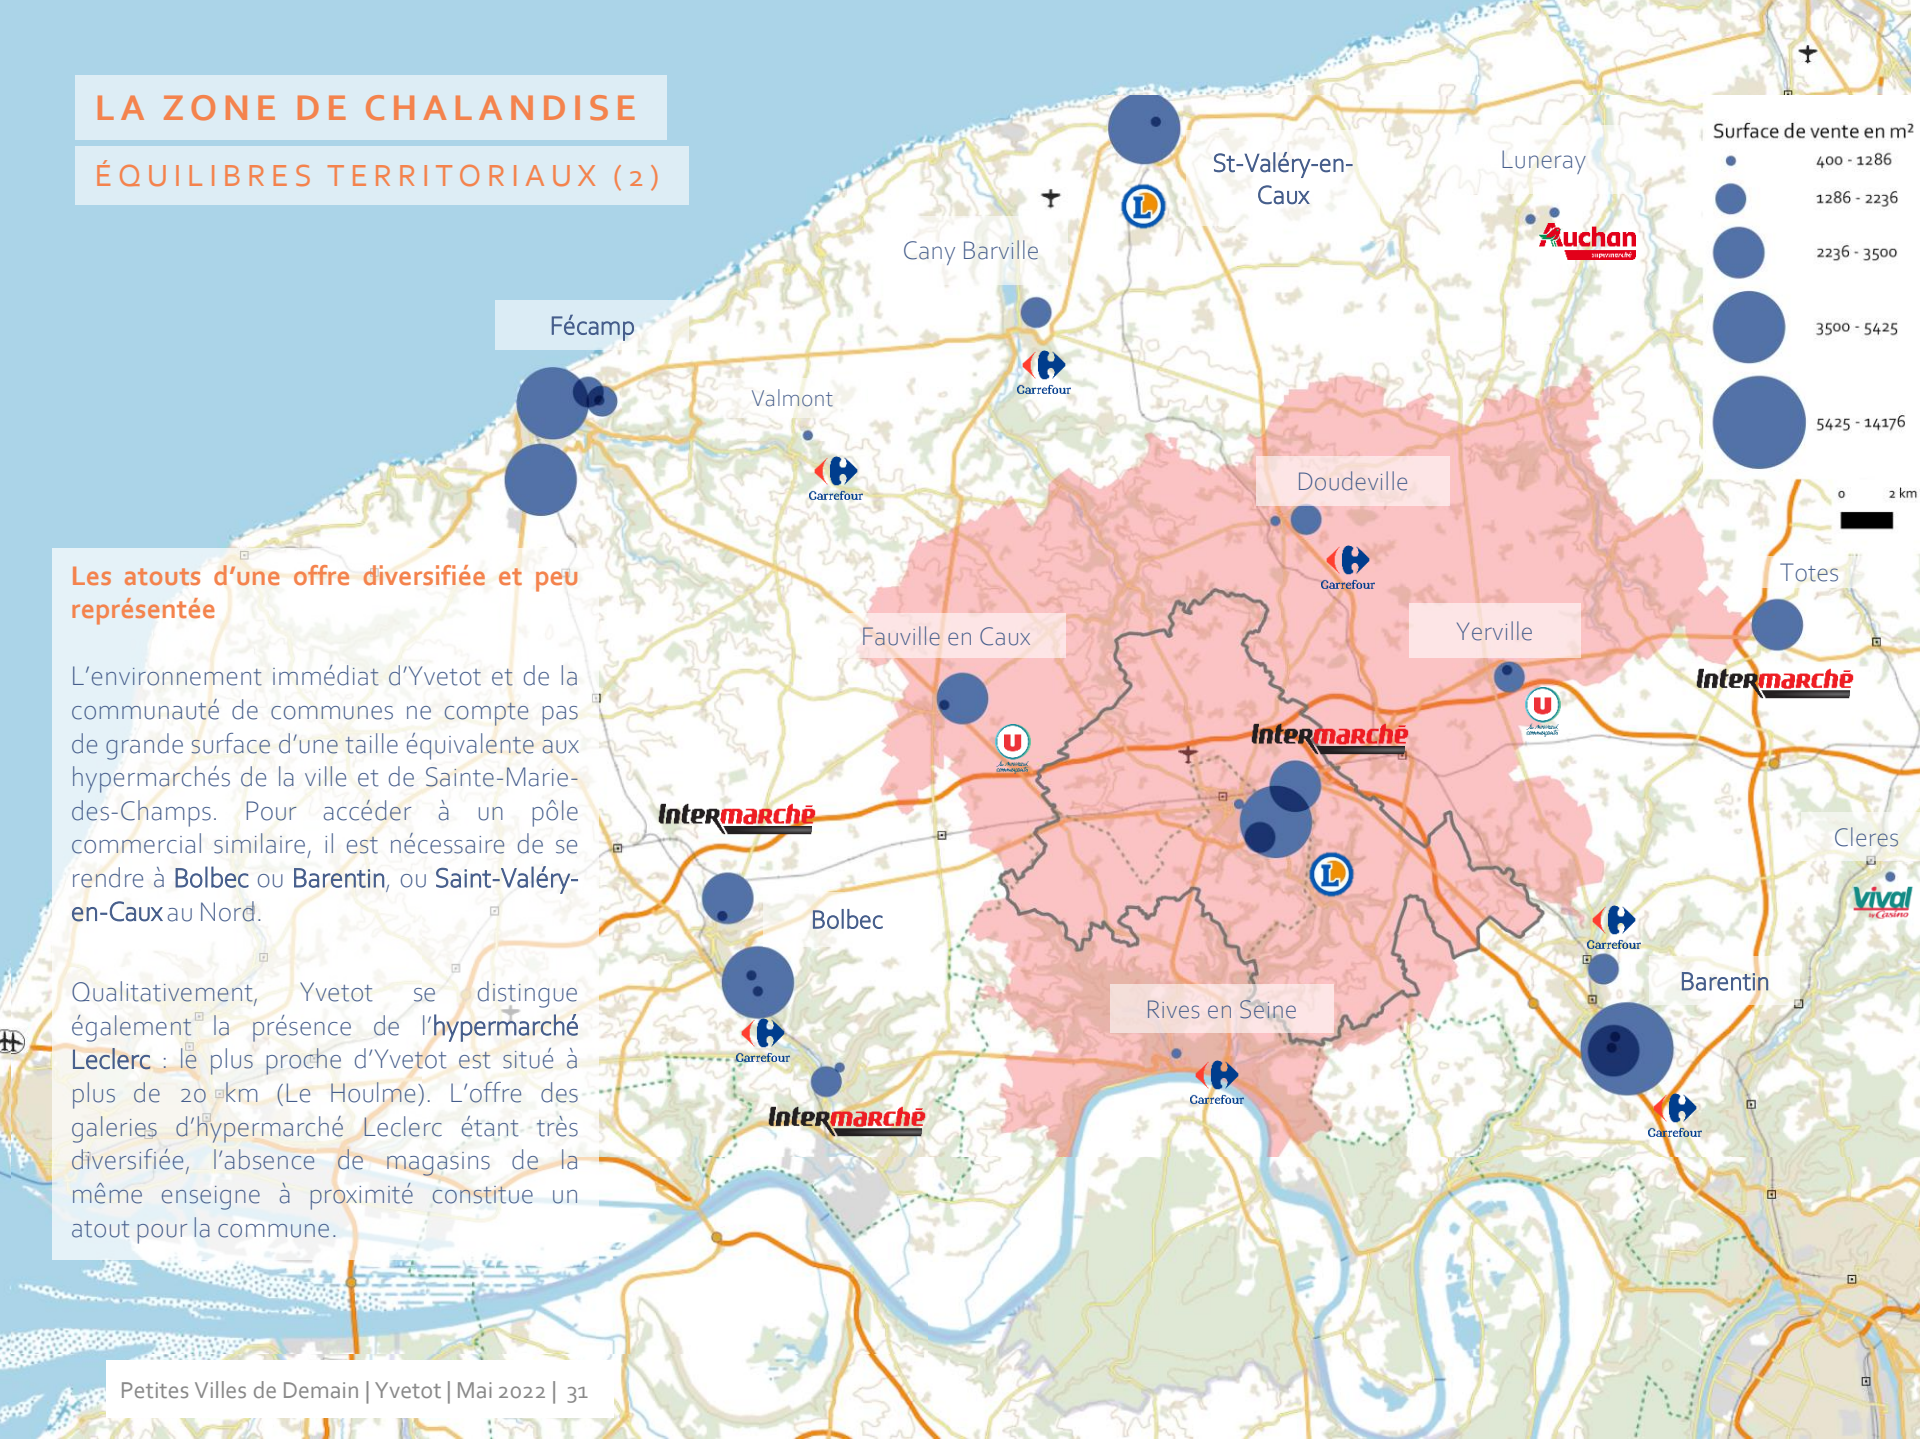 LA ZONE DE CHALANDISE
ÉQUILIBRES TERRITORIAUX (2)
St-Valéry-en-
Caux
Luneray
Auchan
supermarché
Surface de vente en m²
400 - 1286
1286 - 2236
2236 - 3500
3500 - 5425
5425 - 14176
0 2 km
Cany Barville
Carrefour
Fécamp
Valmont
Carrefour
Doudeville
Carrefour
Totes
Intermarché
Yerville
U
Fauville en Caux
U
Intermarché
L
L
Intermarché
Bolbec
Carrefour
Intermarché
Cleres
Vival
by Casino
Carrefour
Barentin
Carrefour
Rives en Seine
Carrefour
Les atouts d'une offre diversifiée et peu
représentée
L'environnement immédiat d'Yvetot et de la
communauté de communes ne compte pas
de grande surface d'une taille équivalente aux
hypermarchés de la ville et de Sainte-Marie-
des-Champs. Pour accéder à un pôle
commercial similaire, il est nécessaire de se
rendre à Bolbec ou Barentin, ou Saint-Valéry-
en-Caux au Nord.
Qualitativement, Yvetot se distingue
également la présence de l'hypermarché
Leclerc : le plus proche d'Yvetot est situé à
plus de 20 km (Le Houlme). L'offre des
galeries d'hypermarché Leclerc étant très
diversifiée, l'absence de magasins de la
même enseigne à proximité constitue un
atout pour la commune.
Petites Villes de Demain | Yvetot | Mai 2022 | 31